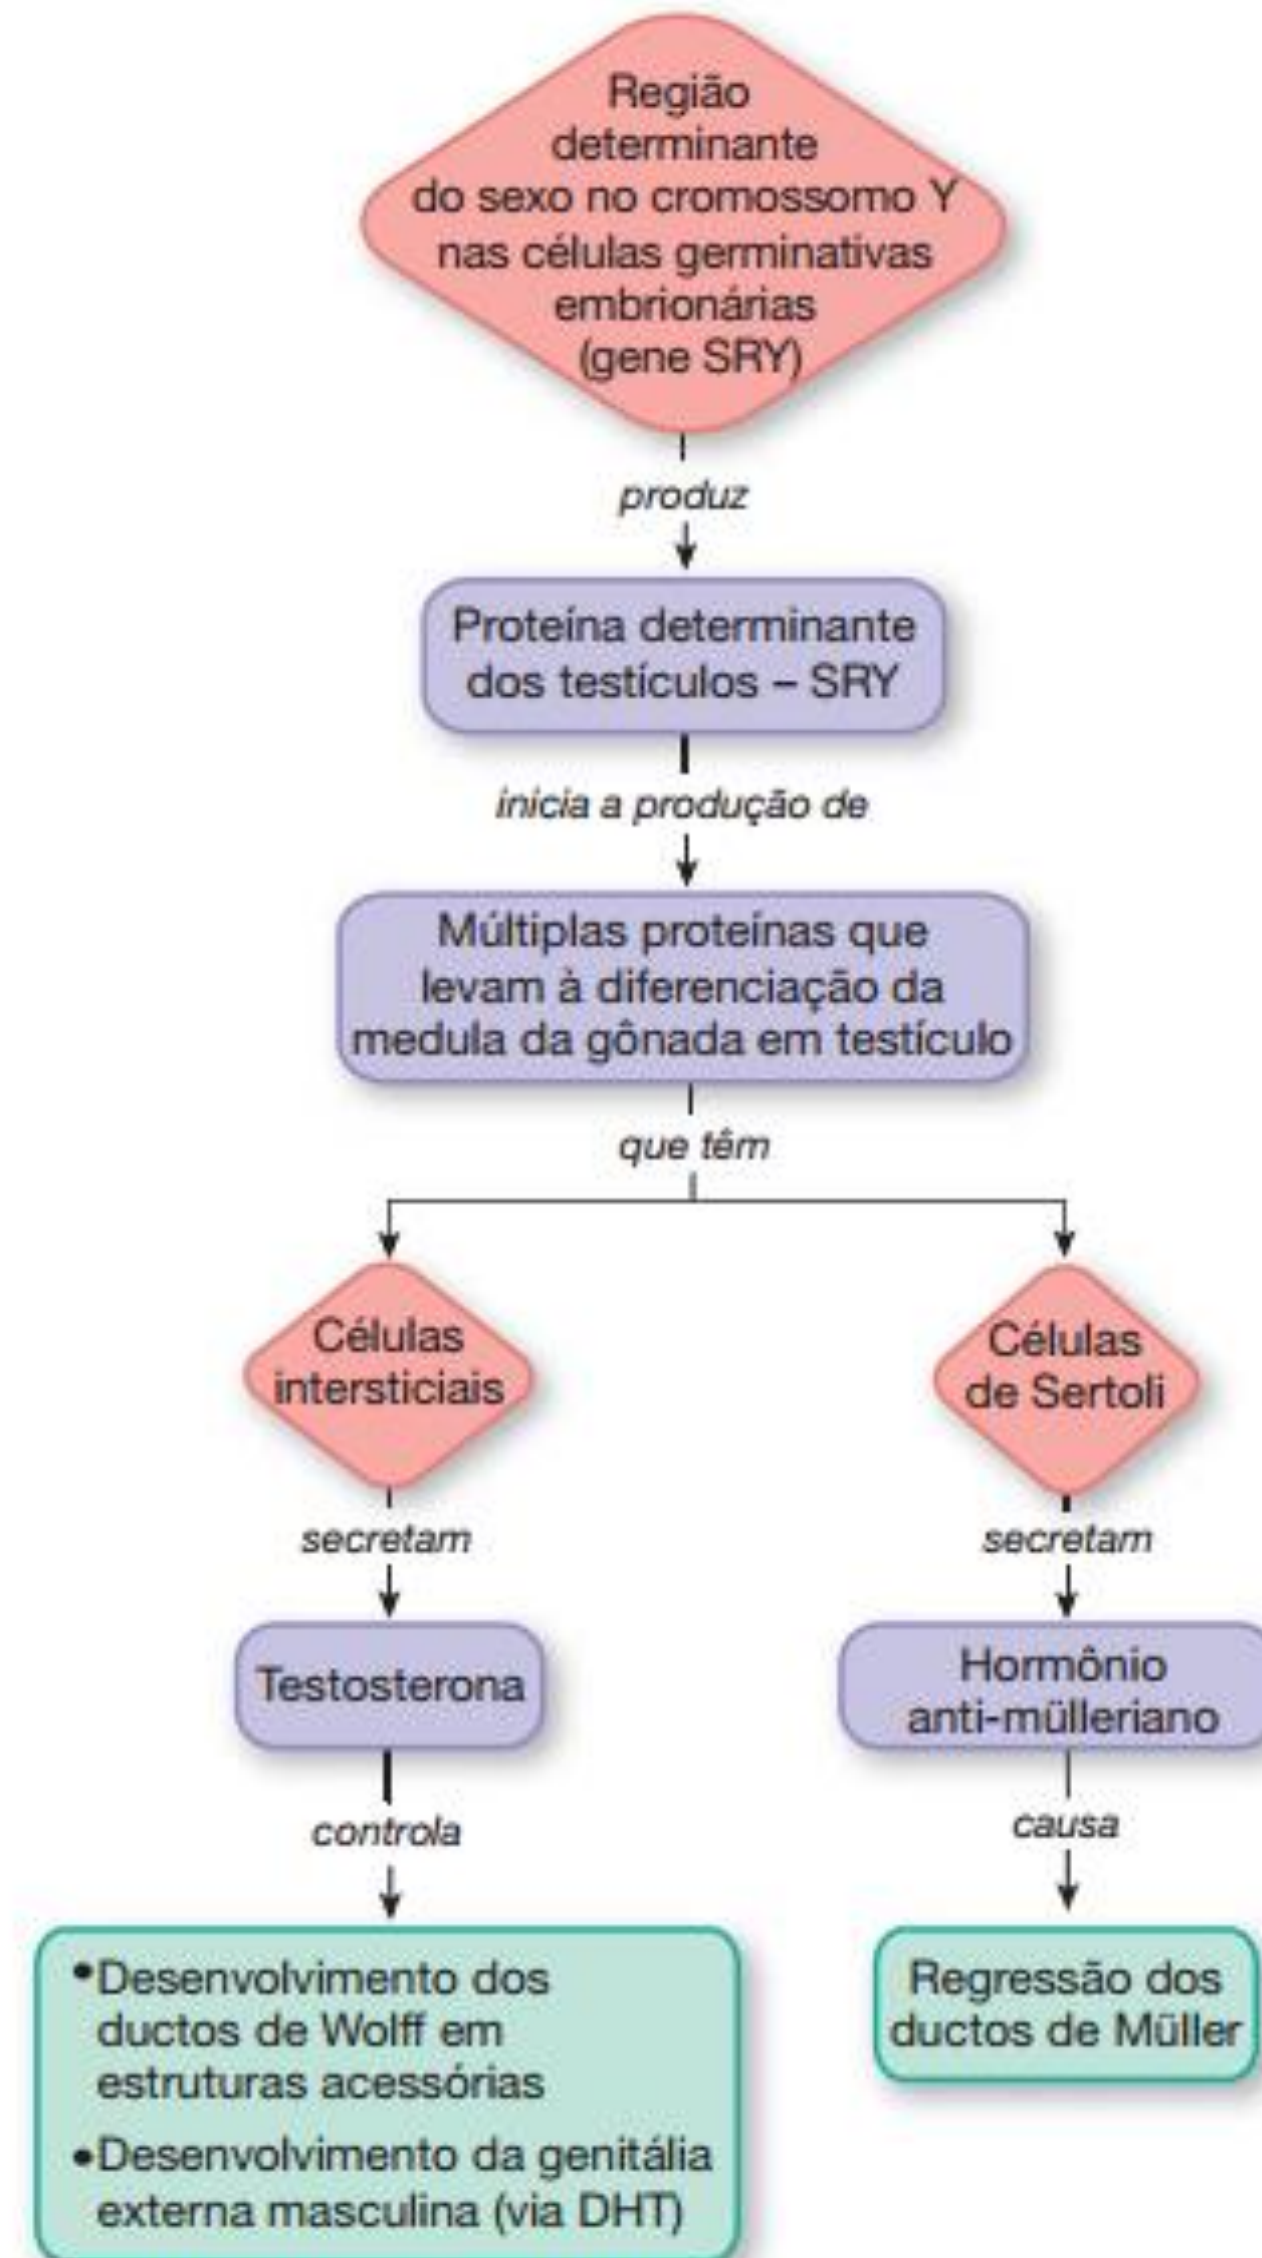 Região
determinante
do sexo no cromossomo Y
nas células germinativas
embrionárias
(gene SRY)
produz
Proteína determinante
dos testículos – SRY
inicia a produção de
Múltiplas proteínas que
levam à diferenciação da
medula da gônada em testículo
que têm
Células
intersticiais
Células
de Sertoli
secretam
secretam
Testosterona
Hormônio
anti-mülleriano
controla
causa
•Desenvolvimento dos
ductos de Wolff em
estruturas acessórias
•Desenvolvimento da genitália
externa masculina (via DHT)
Regressão dos
ductos de Müller